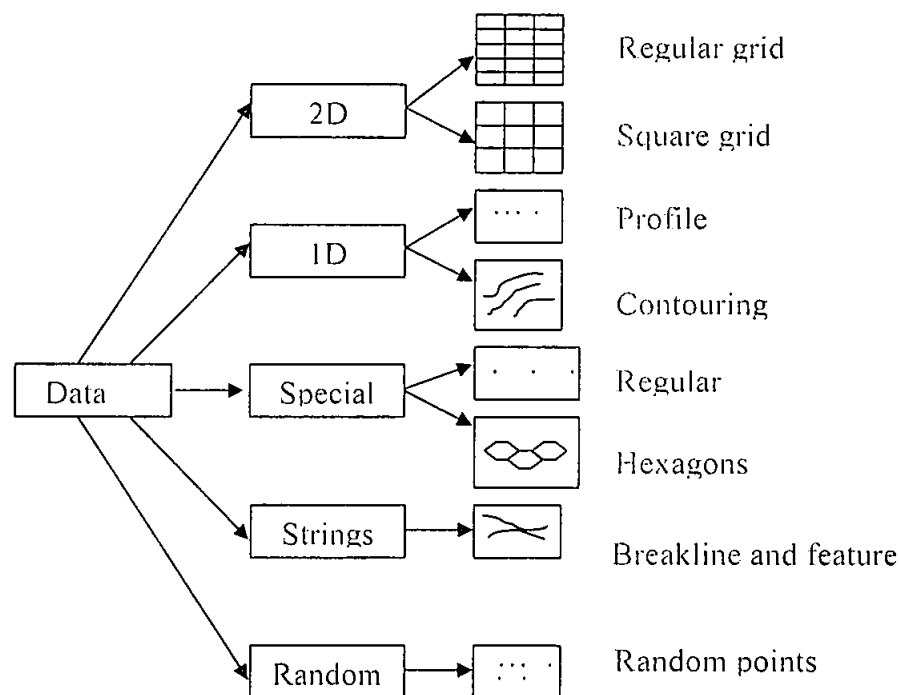 Regular grid
2D
Square grid
Profile
1D
Contouring
Data
Special
Regular
Hexagons
Strings
Breakline and feature
Random
Random points